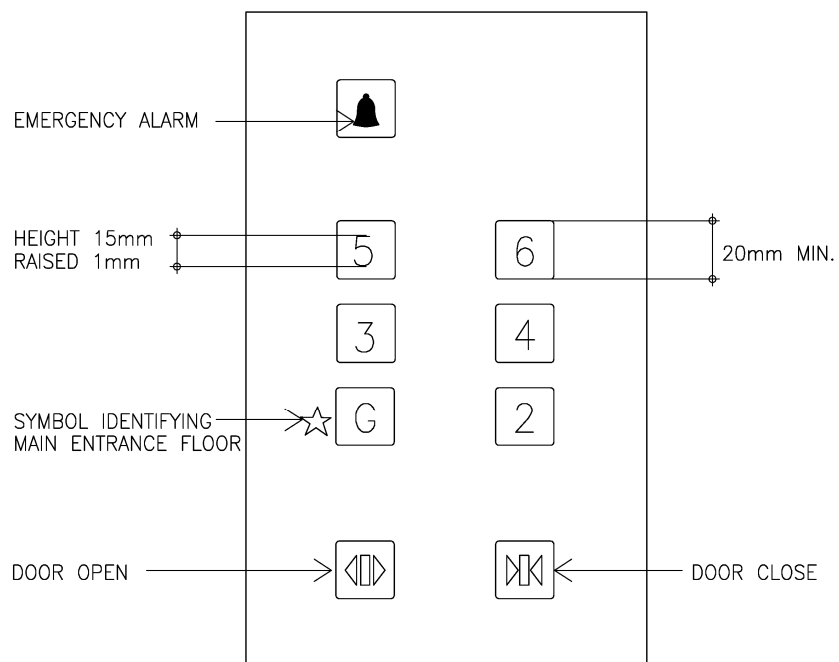 EMERGENCY ALARM
HEIGHT 15mm
RAISED 1mm
5
6
20mm MIN.
3
4
SYMBOL IDENTIFYING
MAIN ENTRANCE FLOOR
G
2
DOOR OPEN
DOOR CLOSE